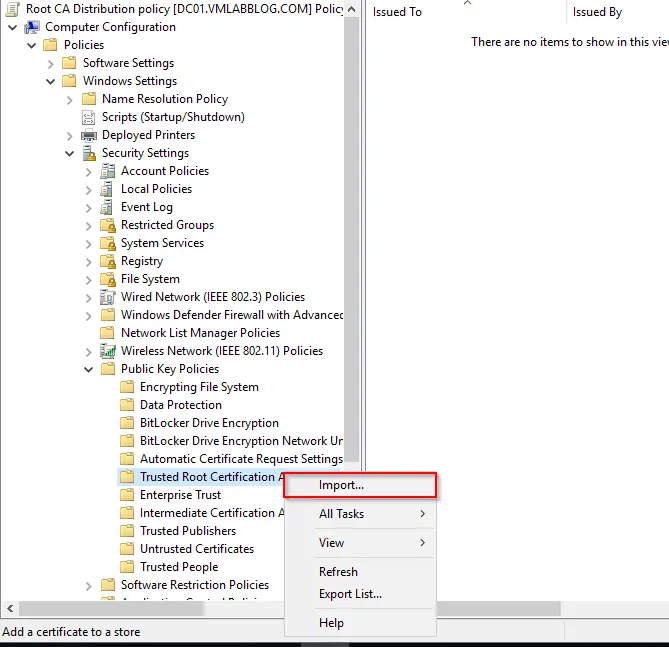 Root CA Distribution policy [DC01.VMLABBLOG.COM] Policy
Computer Configuration
Policies
Software Settings
Windows Settings
Name Resolution Policy
Scripts (Startup/Shutdown)
Deployed Printers
Security Settings
Account Policies
Local Policies
Event Log
Restricted Groups
System Services
Registry
File System
Wired Network (IEEE 802.3) Policies
Windows Defender Firewall with Advanced
Network List Manager Policies
Wireless Network (IEEE 802.11) Policies
Public Key Policies
Encrypting File System
Data Protection
BitLocker Drive Encryption
BitLocker Drive Encryption Network Un
Automatic Certificate Request Settings
Trusted Root Certification A
Enterprise Trust
Intermediate Certification A
Trusted Publishers
Untrusted Certificates
Trusted People
Software Restriction Policies
Issued To
Issued By
There are no items to show in this view
Import...
All Tasks
View
Refresh
Export List...
Help
Add a certificate to a store